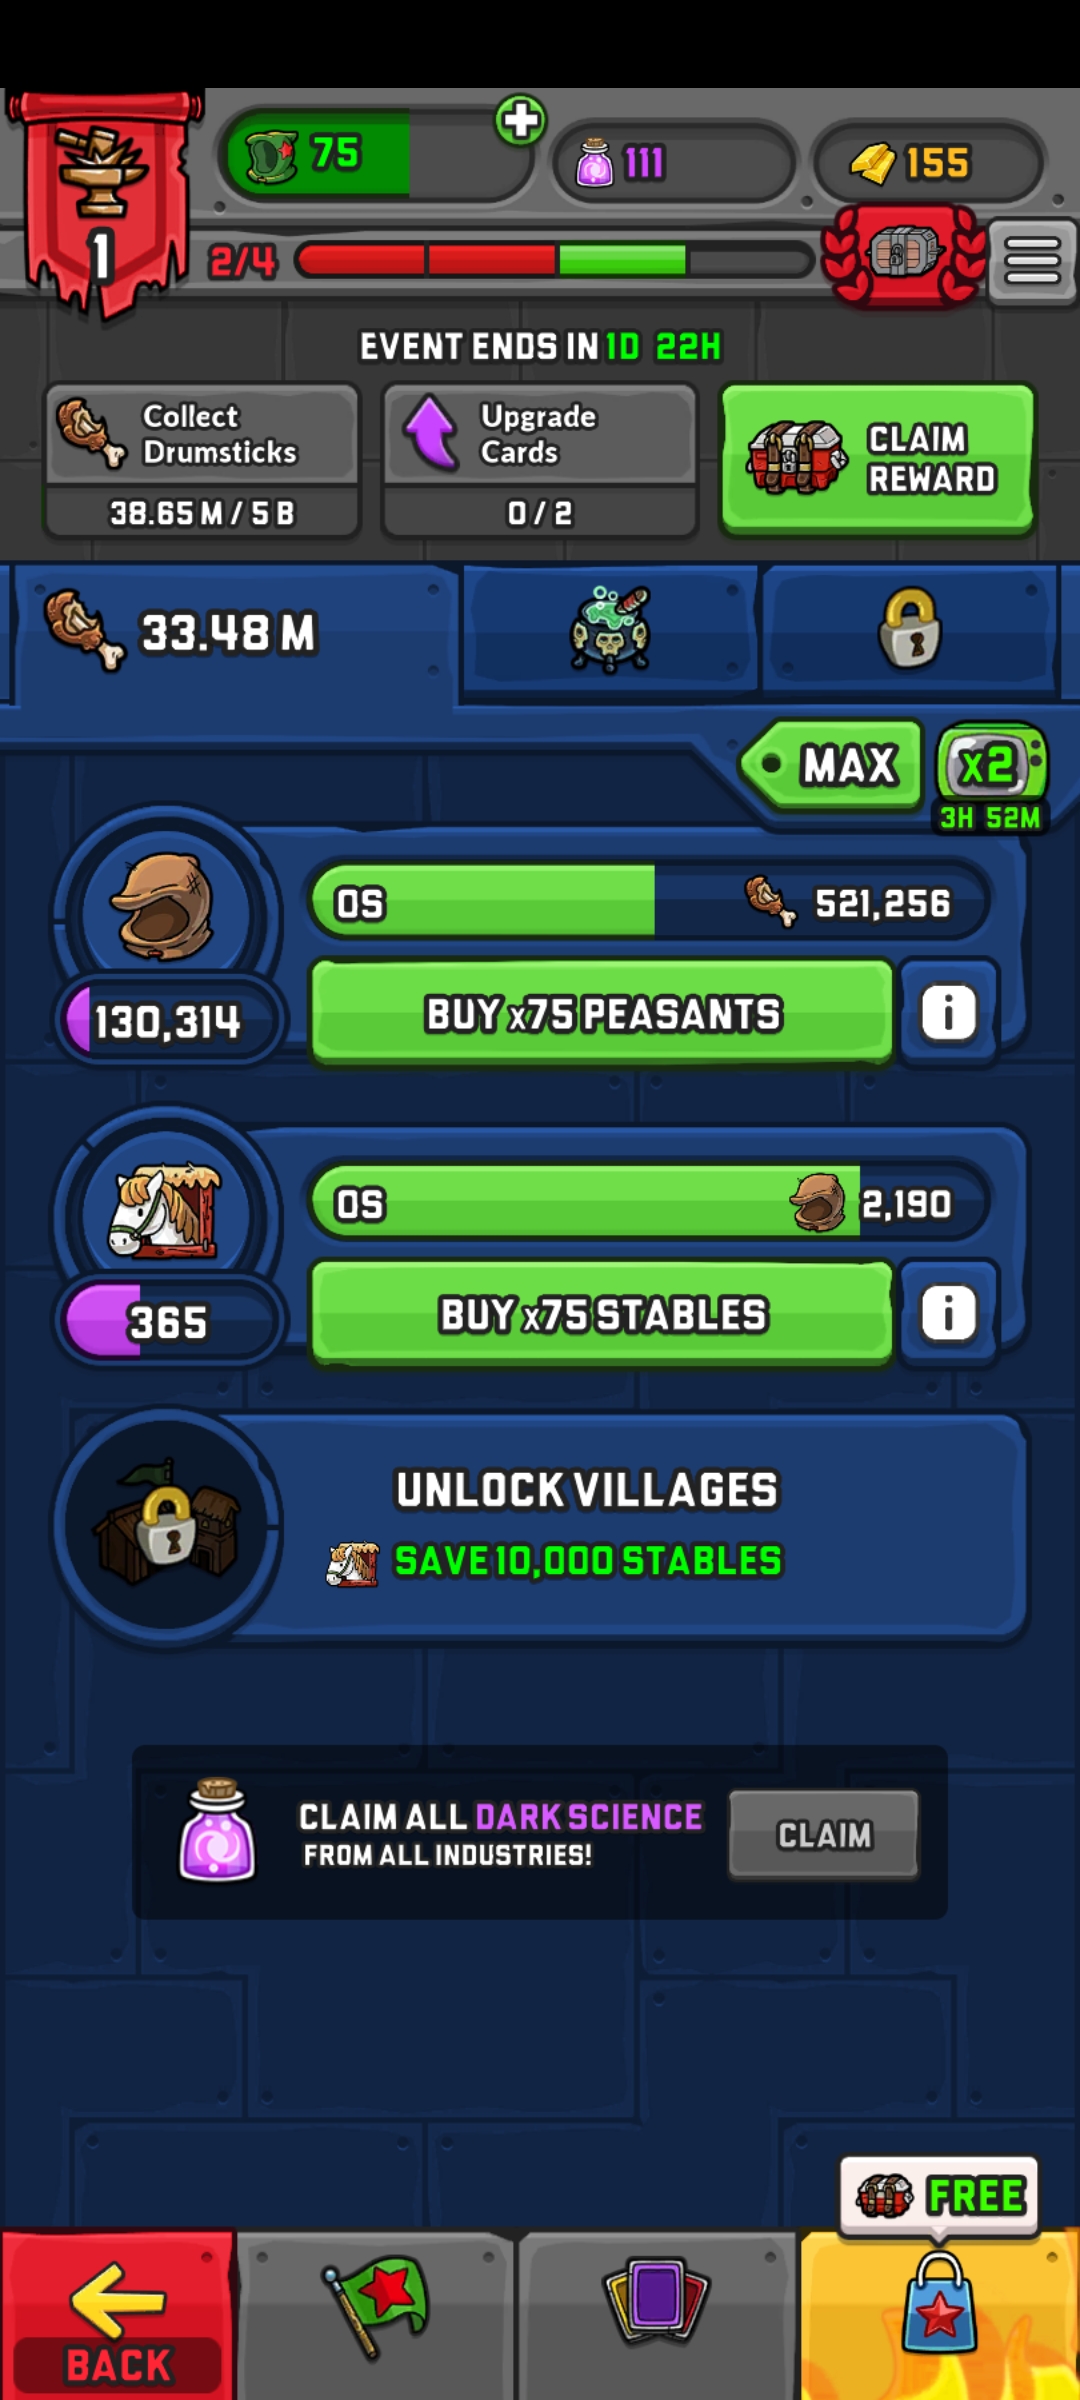 75
111
155
1
2/4
EVENT ENDS IN 1D 22H
Collect
Drumsticks
38.65 M / 5 B
Upgrade
Cards
0 / 2
CLAIM
REWARD
33.48 M
MAX
x2
3H 52M
0S
521,256
130,314
BUY x75 PEASANTS
i
0S
2,190
365
BUY x75 STABLES
i
UNLOCK VILLAGES
SAVE 10,000 STABLES
CLAIM ALL DARK SCIENCE
FROM ALL INDUSTRIES!
CLAIM
FREE
BACK